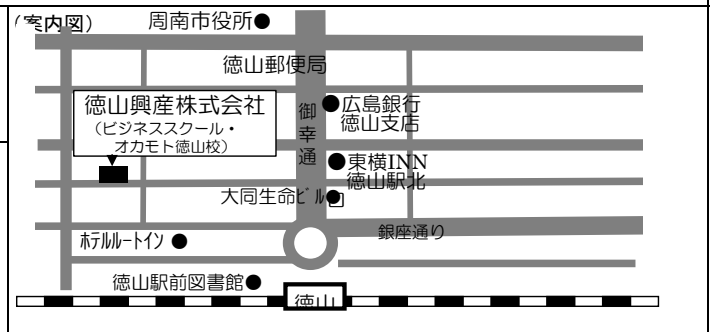 (案内図)
周南市役所●
徳山郵便局
徳山興産株式会社
(ビジネススクール・
オカモト徳山校)
御幸通
●広島銀行
徳山支店
●東横INN
徳山駅北
大同生命ビル●
銀座通り
ホテルルートイン ●
徳山駅前図書館●
徳山